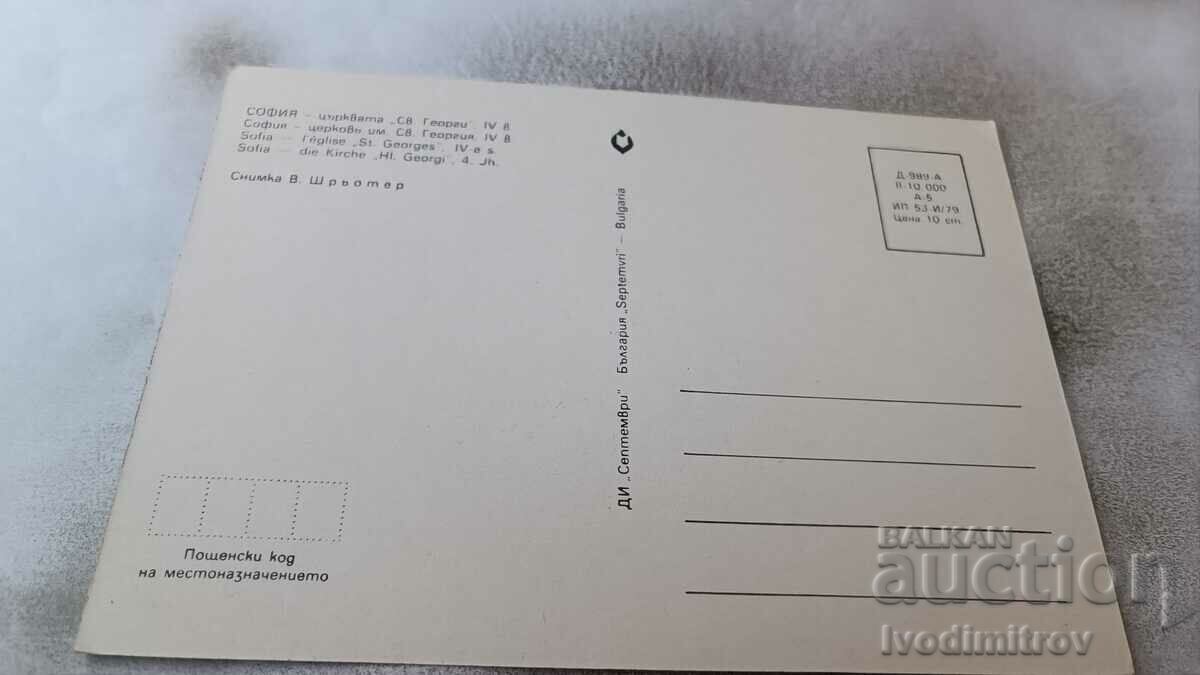 СОФИЯ – църквата „Св. Георги“, IV в.
София – церковь им. Св. Георгия, IV в.
Sofia – l'église „St. Georges“, IV-e s.
Sofia – die Kirche „Hl. Georgi“, 4. Jh.
Снимка В. Шрьотер
ДИ „Септември“ България „Septemvri“ – Bulgaria
Д-989-А
II-10 000
А-5
ИП 53-И/79
Цена 10 ст.
Пощенски код
на местоназначението
BALKAN
auction
Ivodimitrov